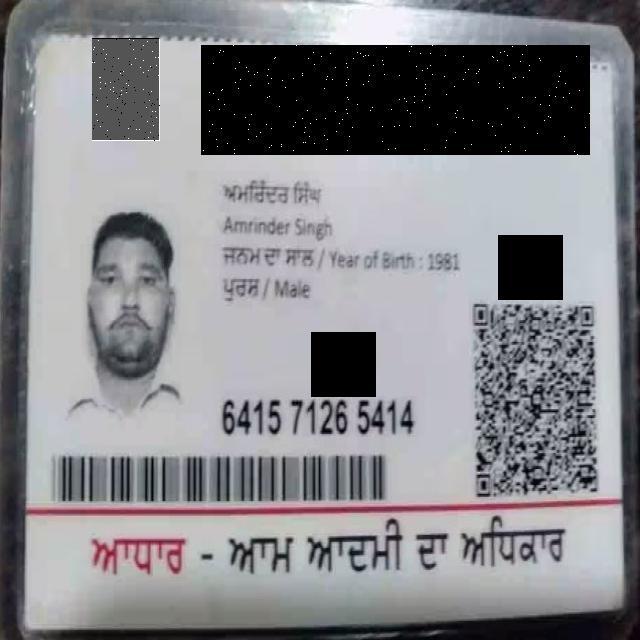 ਅਮਰਿੰਦਰ ਸਿੰਘ
Amrinder Singh
ਜਨਮ ਦਾ ਸਾਲ / Year of Birth : 1981
ਪੁਰਸ਼ / Male
6415 7126 5414
ਆਧਾਰ - ਆਮ ਆਦਮੀ ਦਾ ਅਧਿਕਾਰ